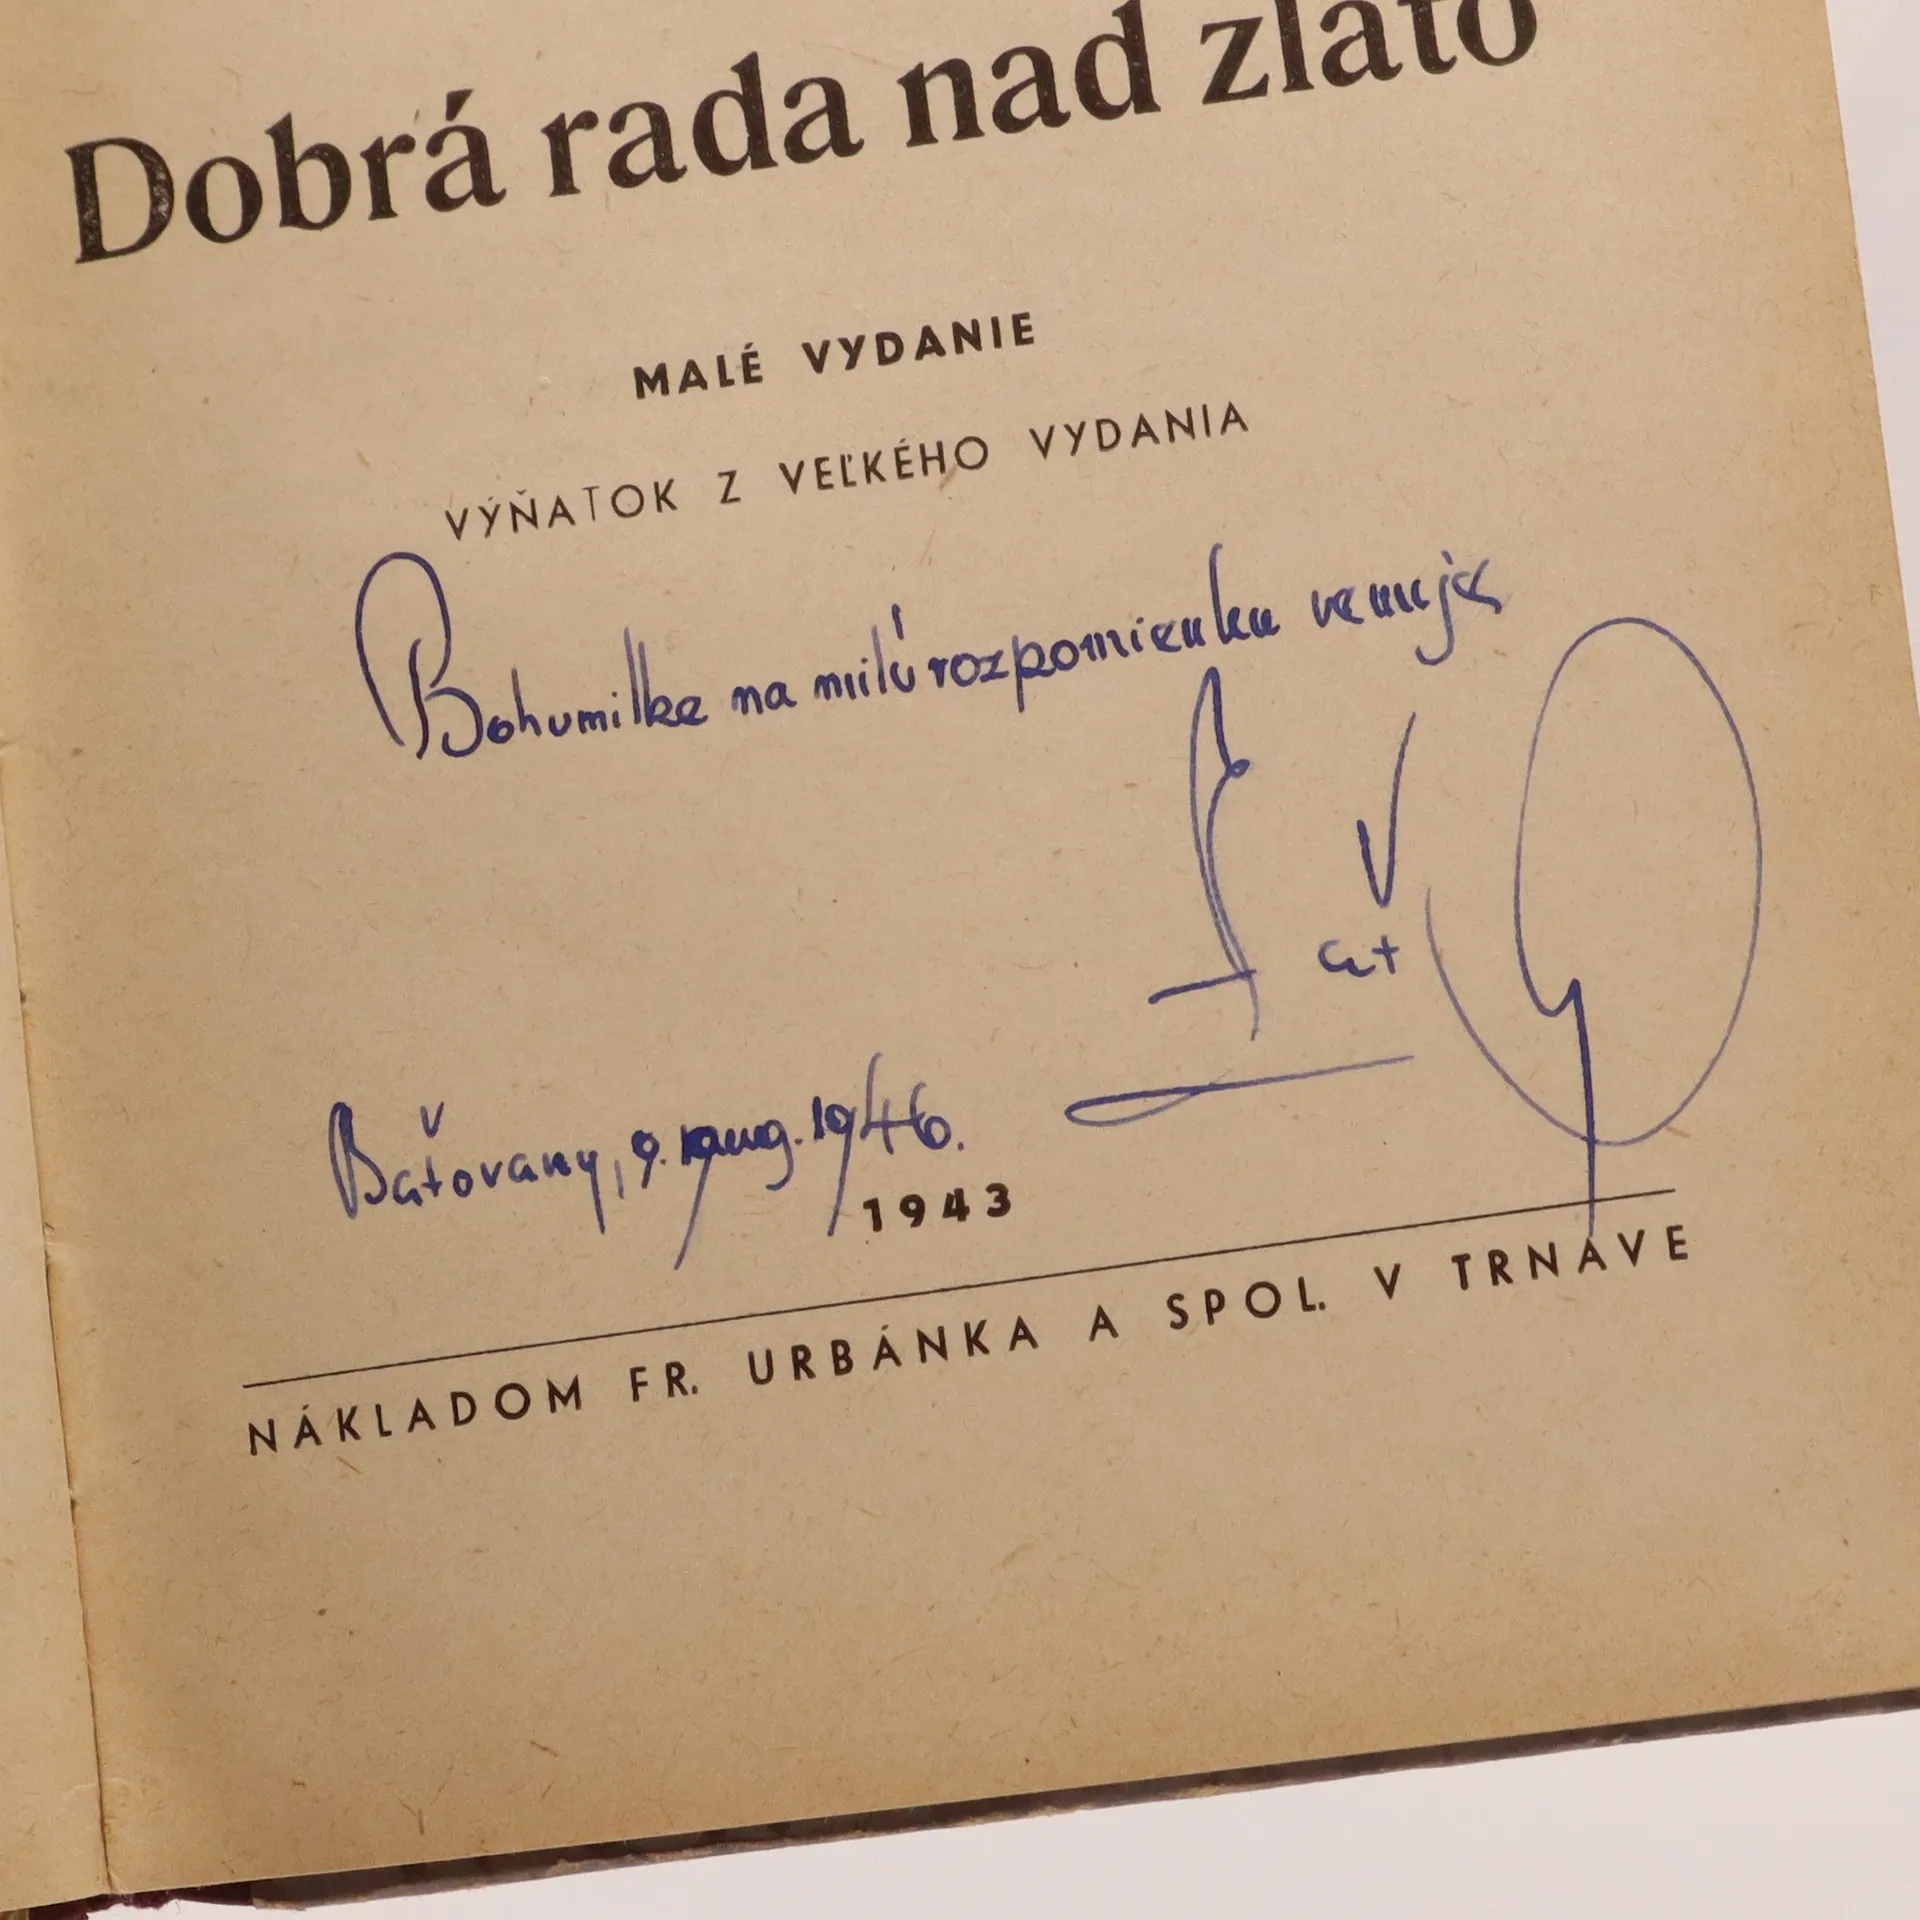 Dobrá rada nad zlato
MALÉ VYDANIE
VÝŇATOK Z VEĽKÉHO VYDANIA
Bohumilke na milú rozpomienku venuje
Baťovany, 9. aug. 1946.
1943
NÁKLADOM FR. URBÁNKA A SPOL. V TRNAVE